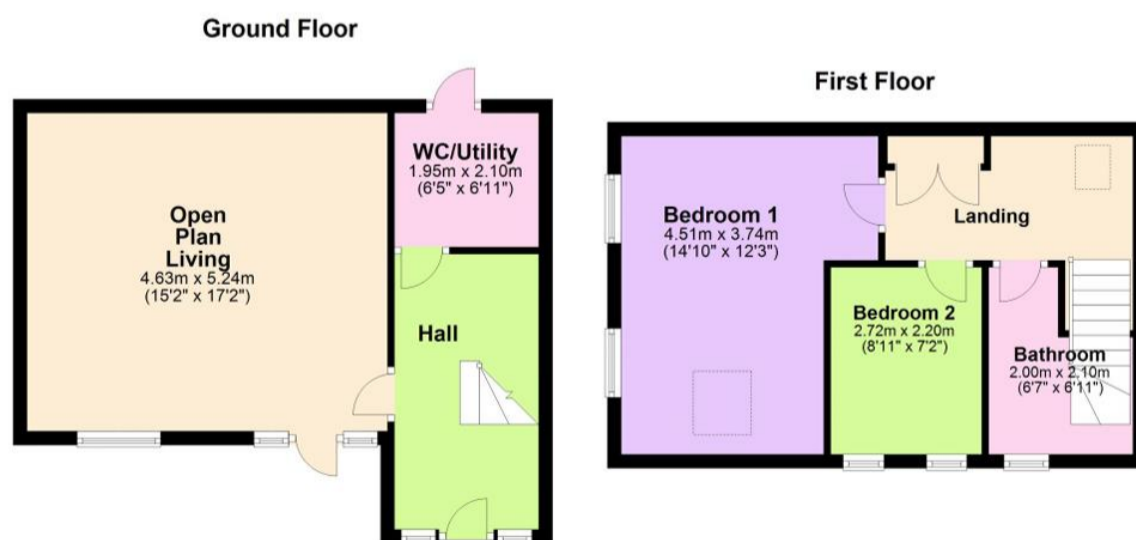 Ground Floor
WC/Utility
1.95m x 2.10m
(6'5" x 6'11")
Open
Plan
Living
4.63m x 5.24m
(15'2" x 17'2")
Hall
First Floor
Bedroom 1
4.51m x 3.74m
(14'10" x 12'3")
Landing
Bedroom 2
2.72m x 2.20m
(8'11" x 7'2")
Bathroom
2.00m x 2.10m
(6'7" x 6'11")